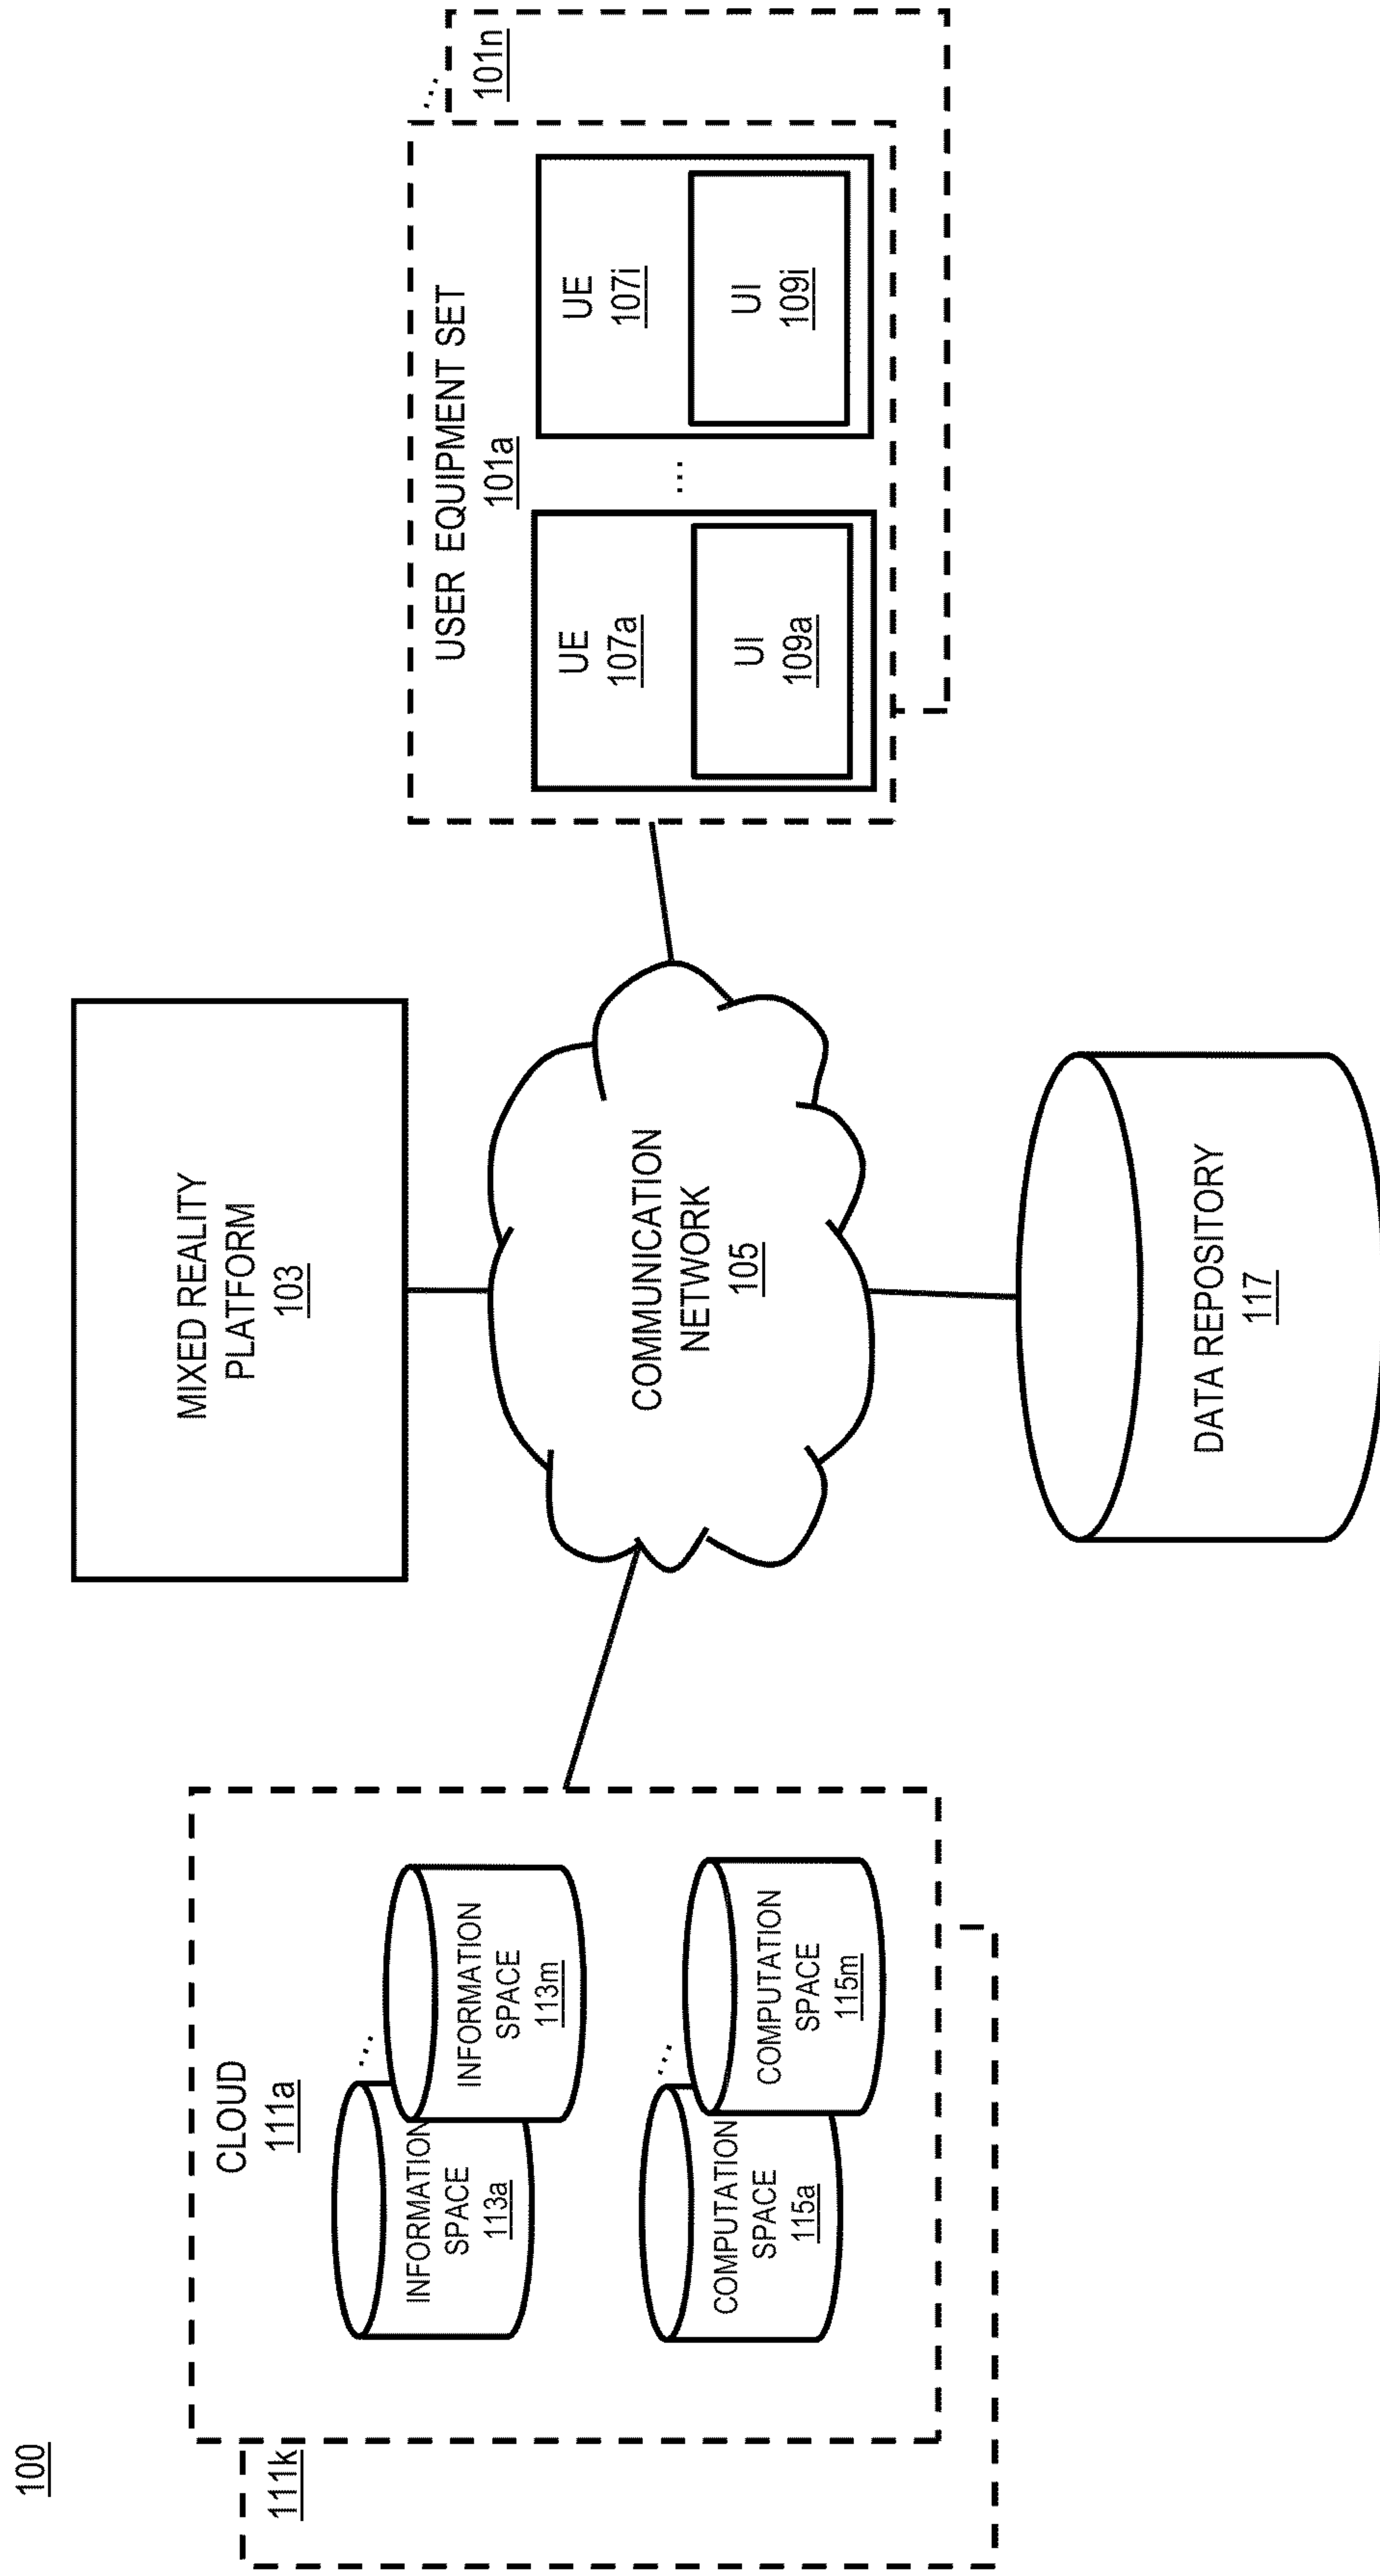 100
MIXED REALITY
PLATFORM
103
CLOUD
111a
111k
INFORMATION
SPACE
113a
...
INFORMATION
SPACE
113m
COMPUTATION
SPACE
115a
...
COMPUTATION
SPACE
115m
COMMUNICATION
NETWORK
105
USER EQUIPMENT SET
101a
...
101n
UE
107a
UI
109a
...
UE
107i
UI
109i
DATA REPOSITORY
117